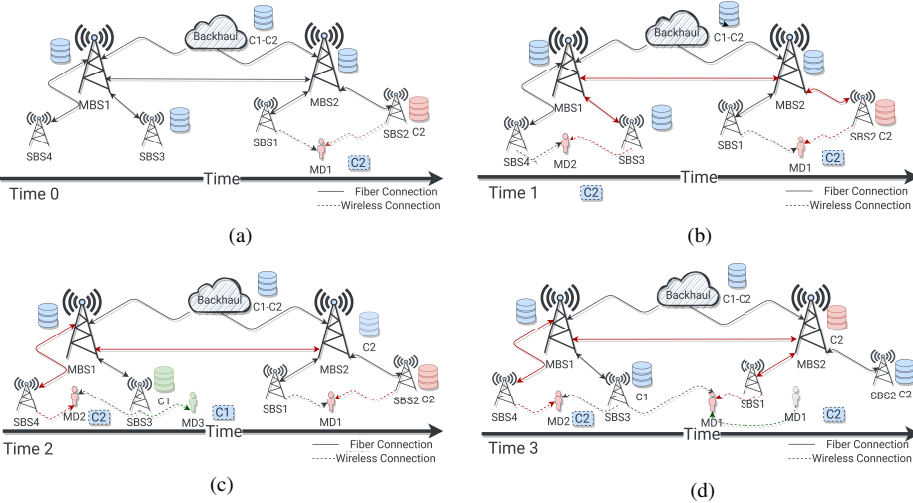 Backhaul
C1-C2
MBS1
MBS2
SBS4
SBS3
SBS1
SBS2 C2
MD1
C2
Time 0
Time
Fiber Connection
Wireless Connection
(a)
Backhaul
C1-C2
MBS1
MBS2
SBS4
MD2
SBS3
SBS1
SBS2 C2
MD1
C2
Time 1
Time
C2
Fiber Connection
Wireless Connection
(b)
Backhaul
C1-C2
MBS1
C2
MBS2
C1
SBS4
MD2
C2
SBS3
MD3
C1
SBS1
MD1
SBS2 C2
Time 2
Time
Fiber Connection
Wireless Connection
(c)
Backhaul
C1-C2
MBS1
C2
MBS2
C1
SBS4
MD2
C2
SBS3
MD1
SBS1
MD1
C2
SBS2 C2
Time 3
Time
Fiber Connection
Wireless Connection
(d)